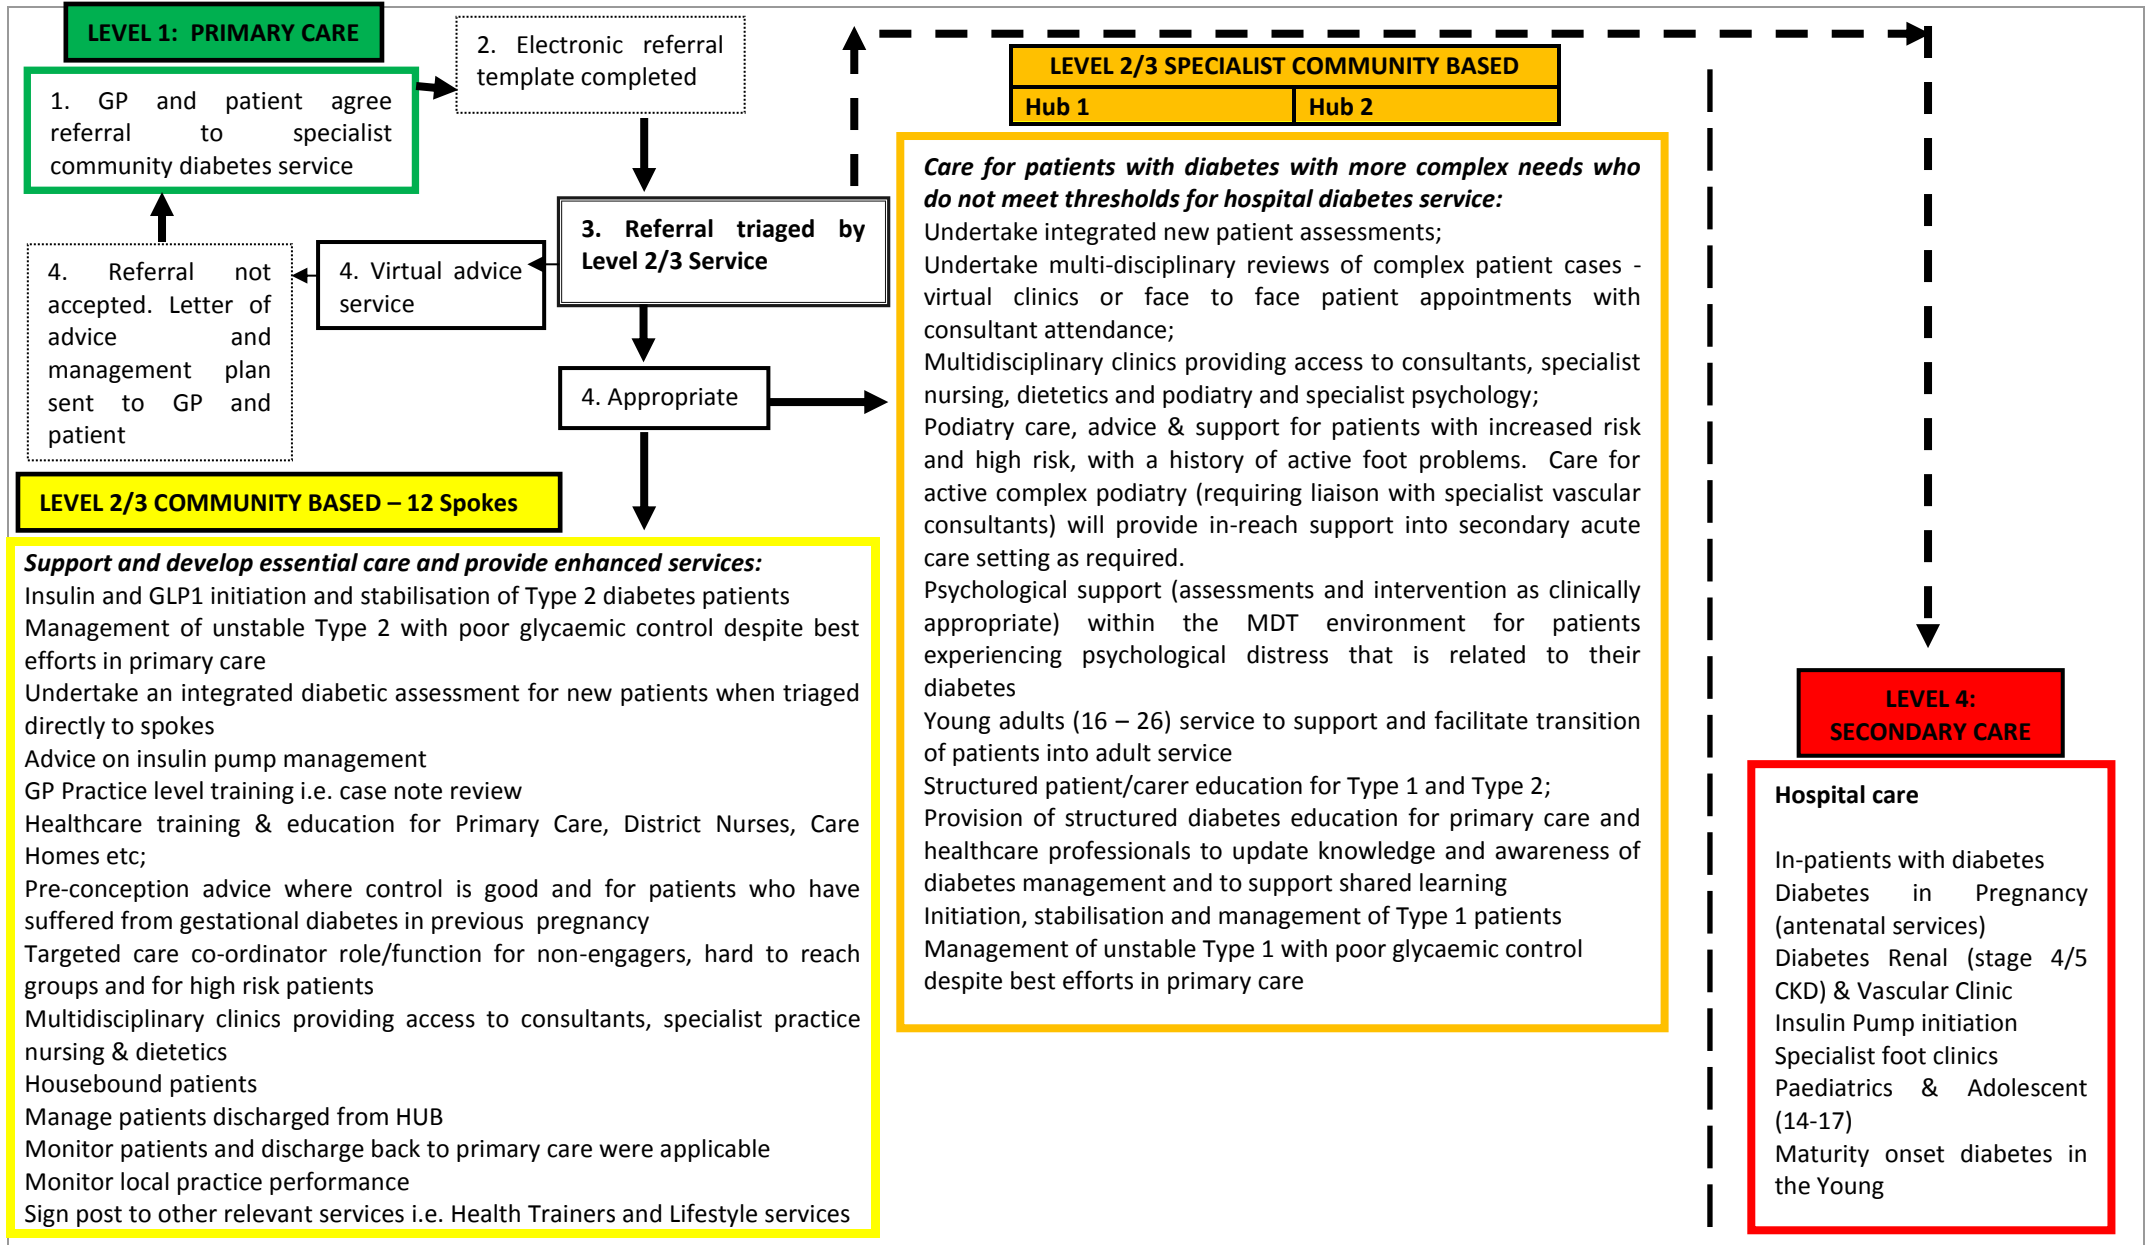 LEVEL 1: PRIMARY CARE
1. GP and patient agree
referral to specialist
community diabetes service
2. Electronic referral
template completed
3. Referral triaged by
Level 2/3 Service
4. Virtual advice
service
4. Referral not
accepted. Letter of
advice and
management plan
sent to GP and
patient
4. Appropriate
LEVEL 2/3 COMMUNITY BASED – 12 Spokes
Support and develop essential care and provide enhanced services:
Insulin and GLP1 initiation and stabilisation of Type 2 diabetes patients
Management of unstable Type 2 with poor glycaemic control despite best
efforts in primary care
Undertake an integrated diabetic assessment for new patients when triaged
directly to spokes
Advice on insulin pump management
GP Practice level training i.e. case note review
Healthcare training & education for Primary Care, District Nurses, Care
Homes etc;
Pre-conception advice where control is good and for patients who have
suffered from gestational diabetes in previous pregnancy
Targeted care co-ordinator role/function for non-engagers, hard to reach
groups and for high risk patients
Multidisciplinary clinics providing access to consultants, specialist practice
nursing & dietetics
Housebound patients
Manage patients discharged from HUB
Monitor patients and discharge back to primary care were applicable
Monitor local practice performance
Sign post to other relevant services i.e. Health Trainers and Lifestyle services
LEVEL 2/3 SPECIALIST COMMUNITY BASED
Hub 1 Hub 2
Care for patients with diabetes with more complex needs who
do not meet thresholds for hospital diabetes service:
Undertake integrated new patient assessments;
Undertake multi-disciplinary reviews of complex patient cases -
virtual clinics or face to face patient appointments with
consultant attendance;
Multidisciplinary clinics providing access to consultants, specialist
nursing, dietetics and podiatry and specialist psychology;
Podiatry care, advice & support for patients with increased risk
and high risk, with a history of active foot problems. Care for
active complex podiatry (requiring liaison with specialist vascular
consultants) will provide in-reach support into secondary acute
care setting as required.
Psychological support (assessments and intervention as clinically
appropriate) within the MDT environment for patients
experiencing psychological distress that is related to their
diabetes
Young adults (16 – 26) service to support and facilitate transition
of patients into adult service
Structured patient/carer education for Type 1 and Type 2;
Provision of structured diabetes education for primary care and
healthcare professionals to update knowledge and awareness of
diabetes management and to support shared learning
Initiation, stabilisation and management of Type 1 patients
Management of unstable Type 1 with poor glycaemic control
despite best efforts in primary care
LEVEL 4:
SECONDARY CARE
Hospital care
In-patients with diabetes
Diabetes in Pregnancy
(antenatal services)
Diabetes Renal (stage 4/5
CKD) & Vascular Clinic
Insulin Pump initiation
Specialist foot clinics
Paediatrics & Adolescent
(14-17)
Maturity onset diabetes in
the Young